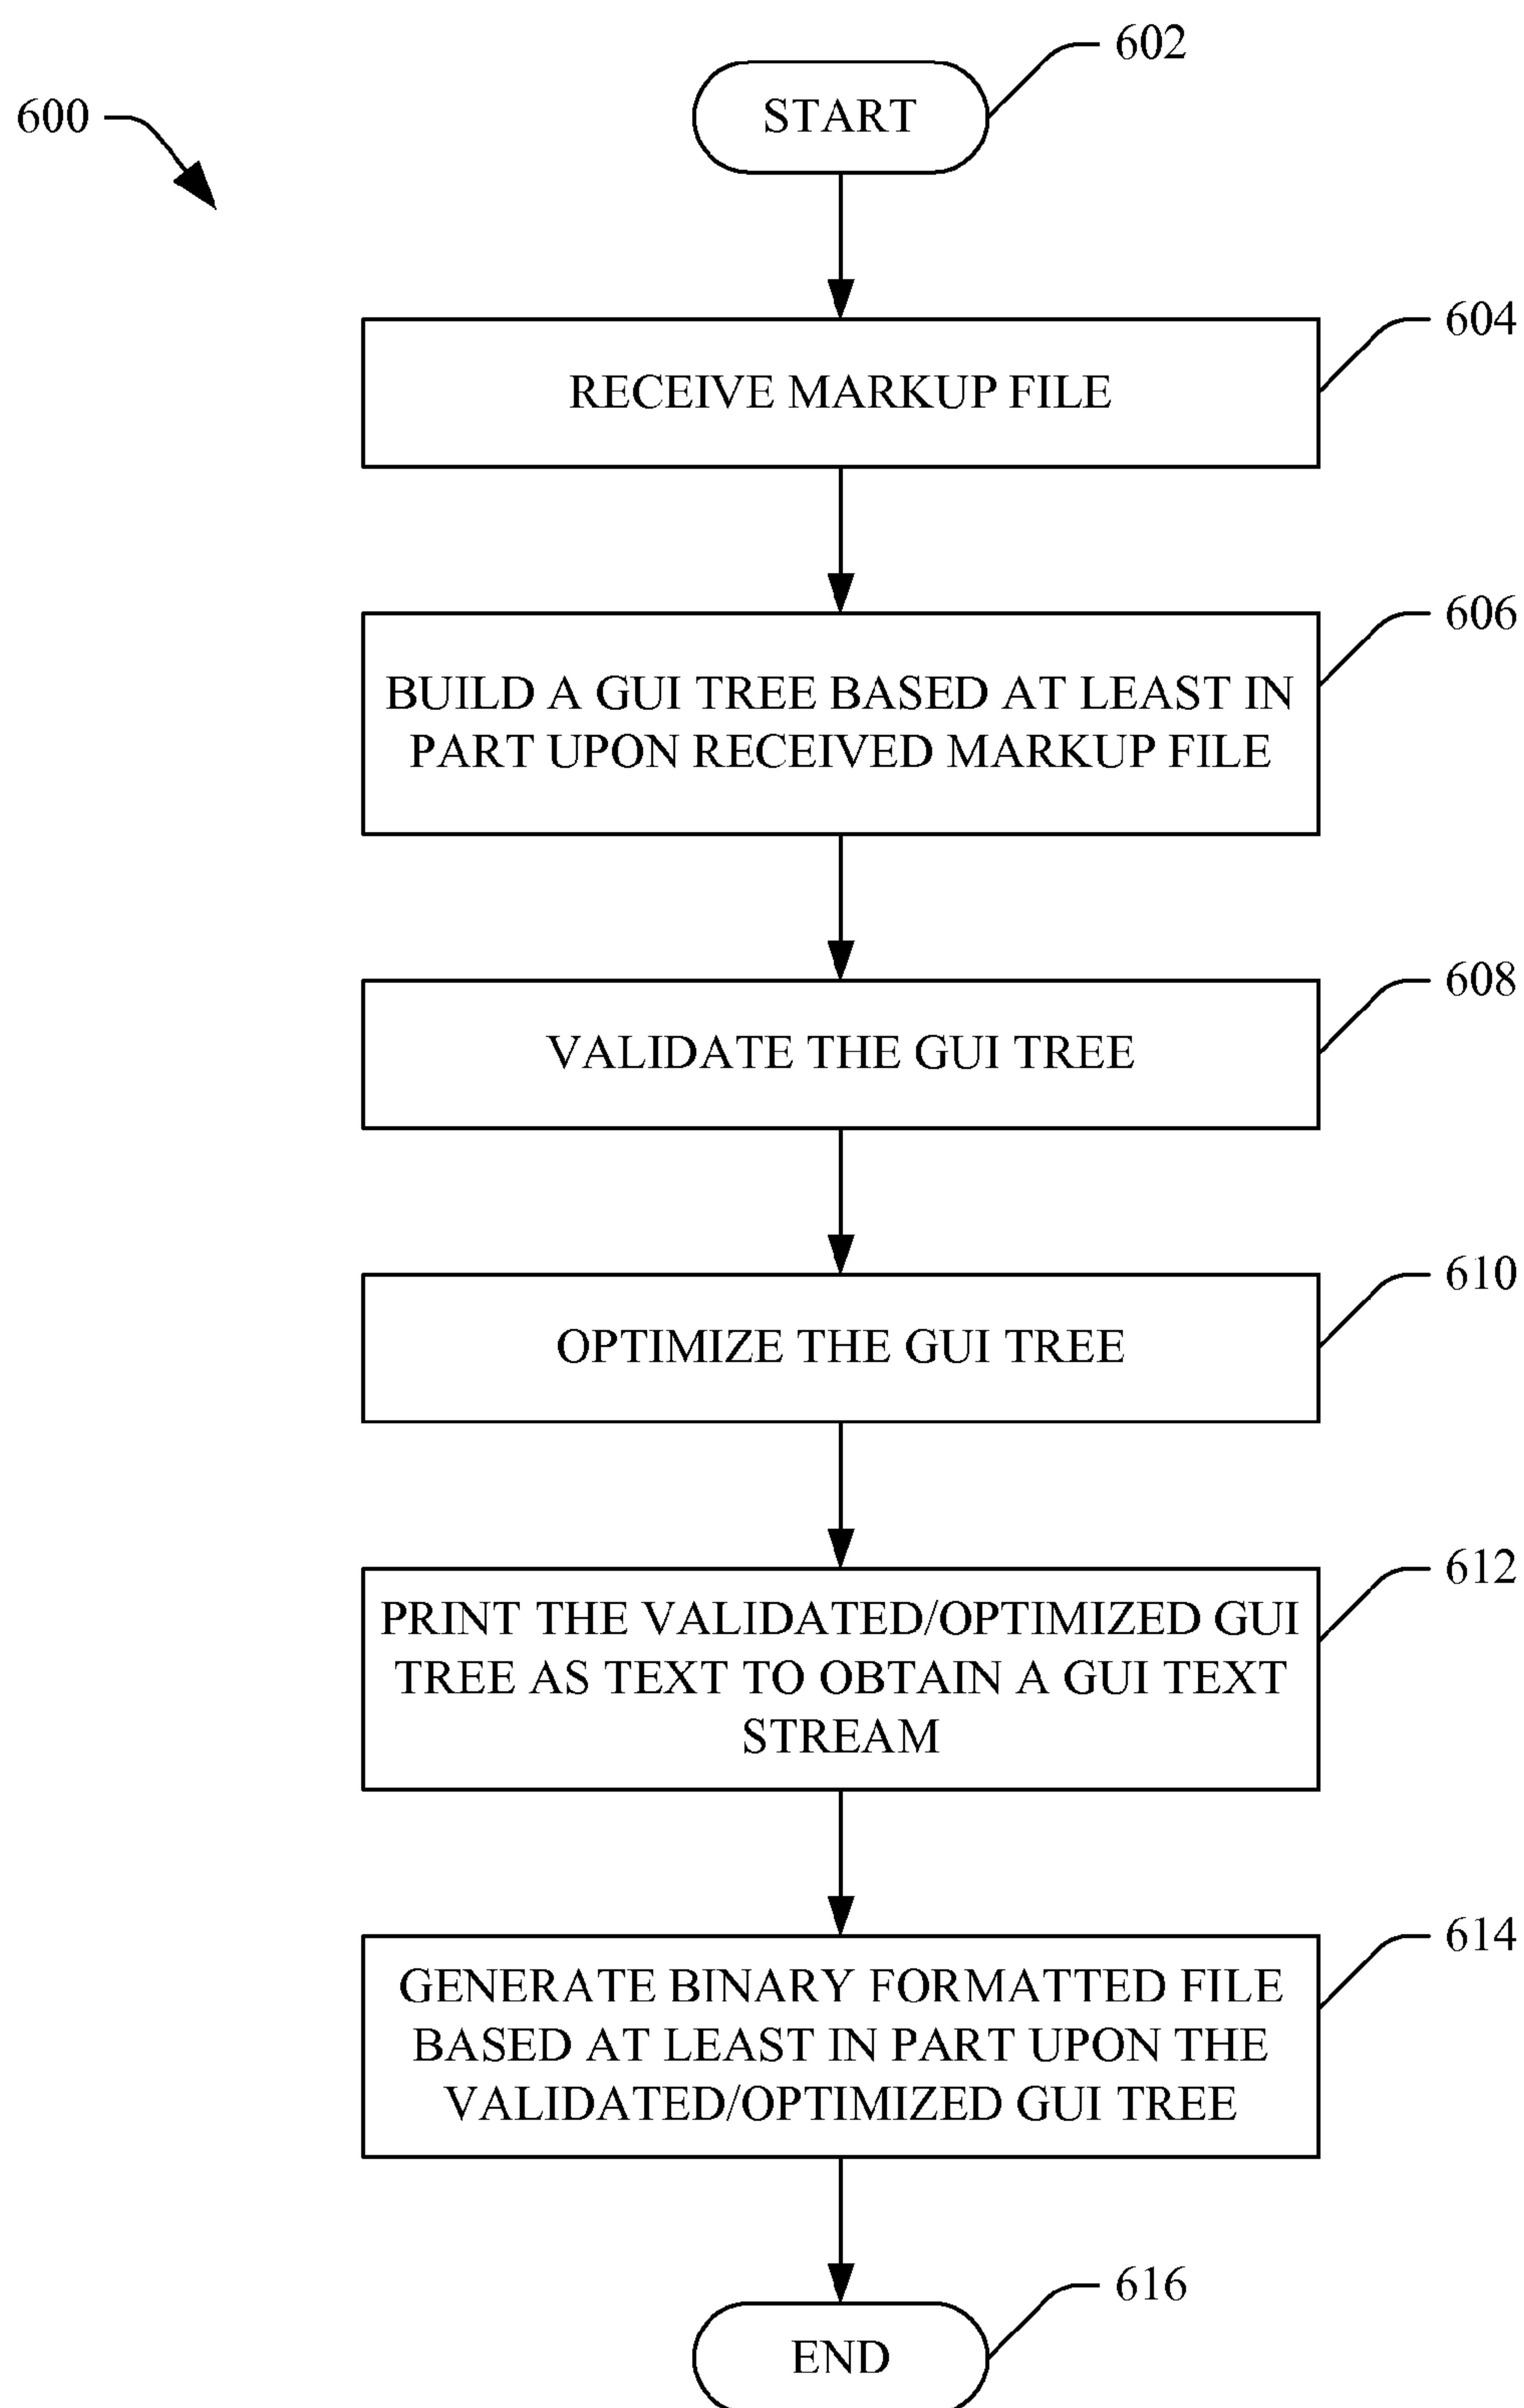 602
START
600
604
RECEIVE MARKUP FILE
606
BUILD A GUI TREE BASED AT LEAST IN
PART UPON RECEIVED MARKUP FILE
608
VALIDATE THE GUI TREE
610
OPTIMIZE THE GUI TREE
612
PRINT THE VALIDATED/OPTIMIZED GUI
TREE AS TEXT TO OBTAIN A GUI TEXT
STREAM
614
GENERATE BINARY FORMATTED FILE
BASED AT LEAST IN PART UPON THE
VALIDATED/OPTIMIZED GUI TREE
616
END